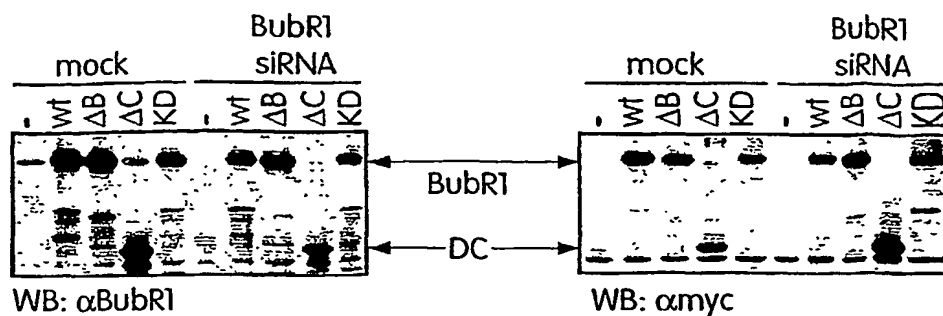 BubR1 BubR1
mock siRNA mock siRNA
- wt ΔB ΔC KD - wt ΔB ΔC KD - wt ΔB ΔC KD - wt ΔB ΔC KD
BubR1
DC
WB: αBubR1 WB: αmyc